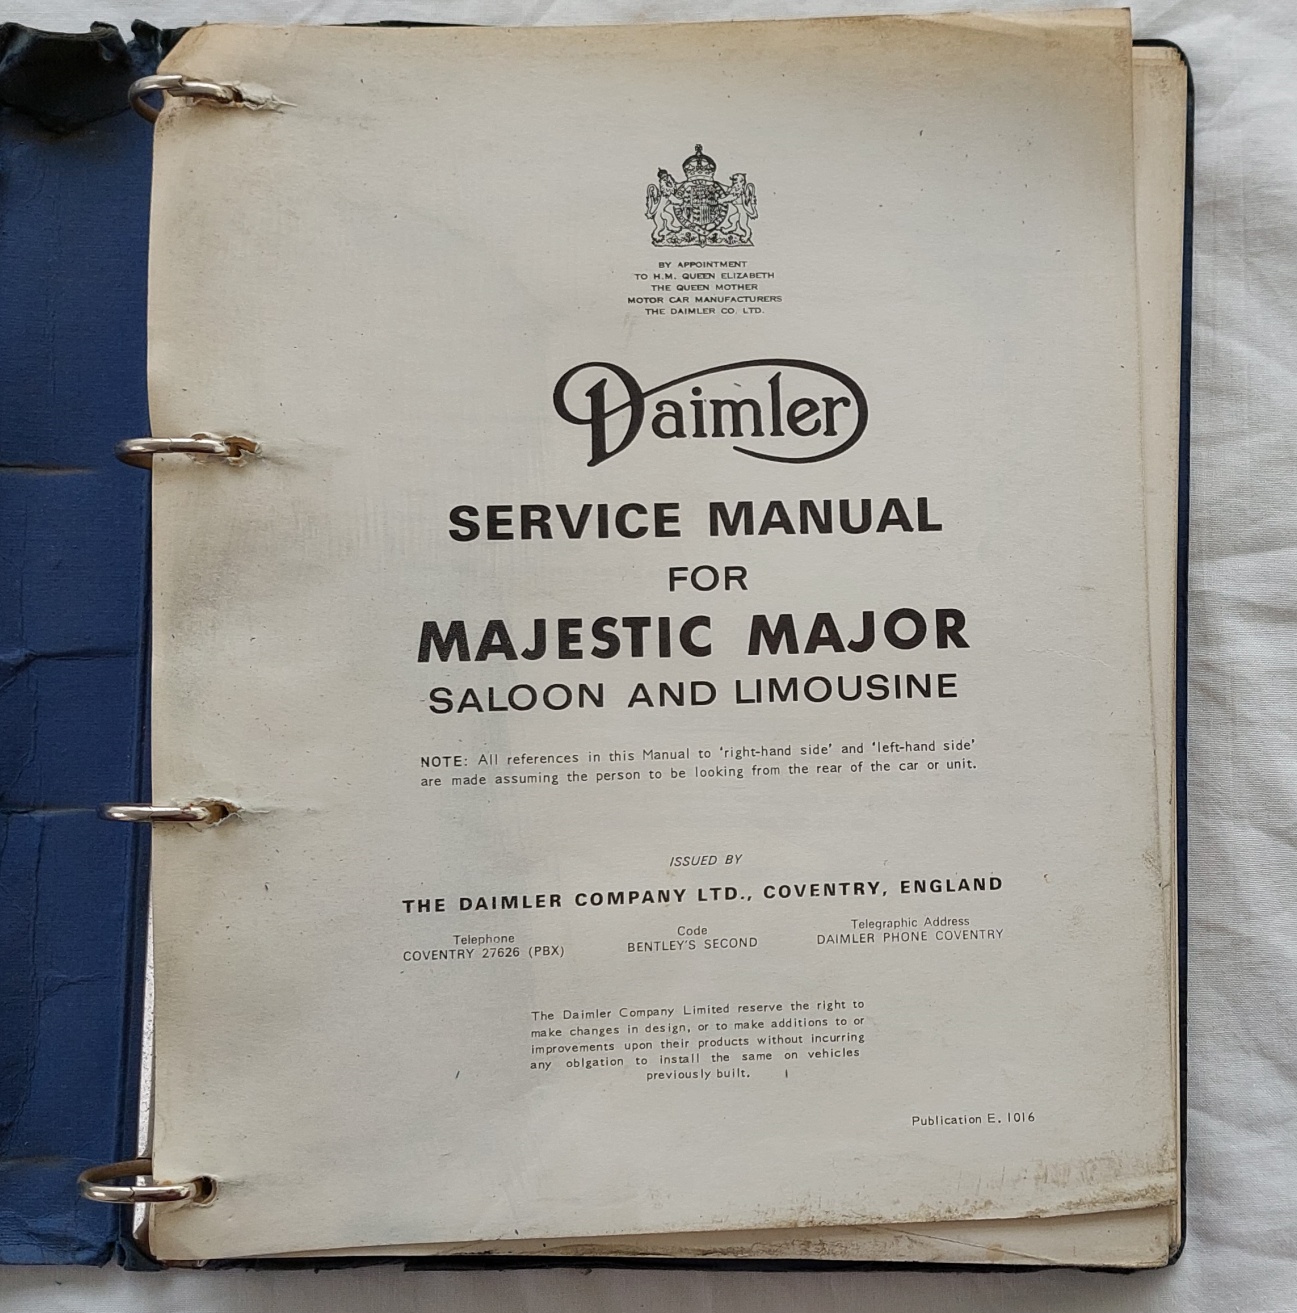 BY APPOINTMENT
TO H.M. QUEEN ELIZABETH
THE QUEEN MOTHER
MOTOR CAR MANUFACTURERS
THE DAIMLER CO. LTD.
Daimler
SERVICE MANUAL
FOR
MAJESTIC MAJOR
SALOON AND LIMOUSINE
NOTE: All references in this Manual to ‘right-hand side’ and ‘left-hand side’
are made assuming the person to be looking from the rear of the car or unit.
ISSUED BY
THE DAIMLER COMPANY LTD., COVENTRY, ENGLAND
Telephone
COVENTRY 27626 (PBX)
Code
BENTLEY'S SECOND
Telegraphic Address
DAIMLER PHONE COVENTRY
The Daimler Company Limited reserve the right to
make changes in design, or to make additions to or
improvements upon their products without incurring
any oblgation to install the same on vehicles
previously built.
Publication E. 1016